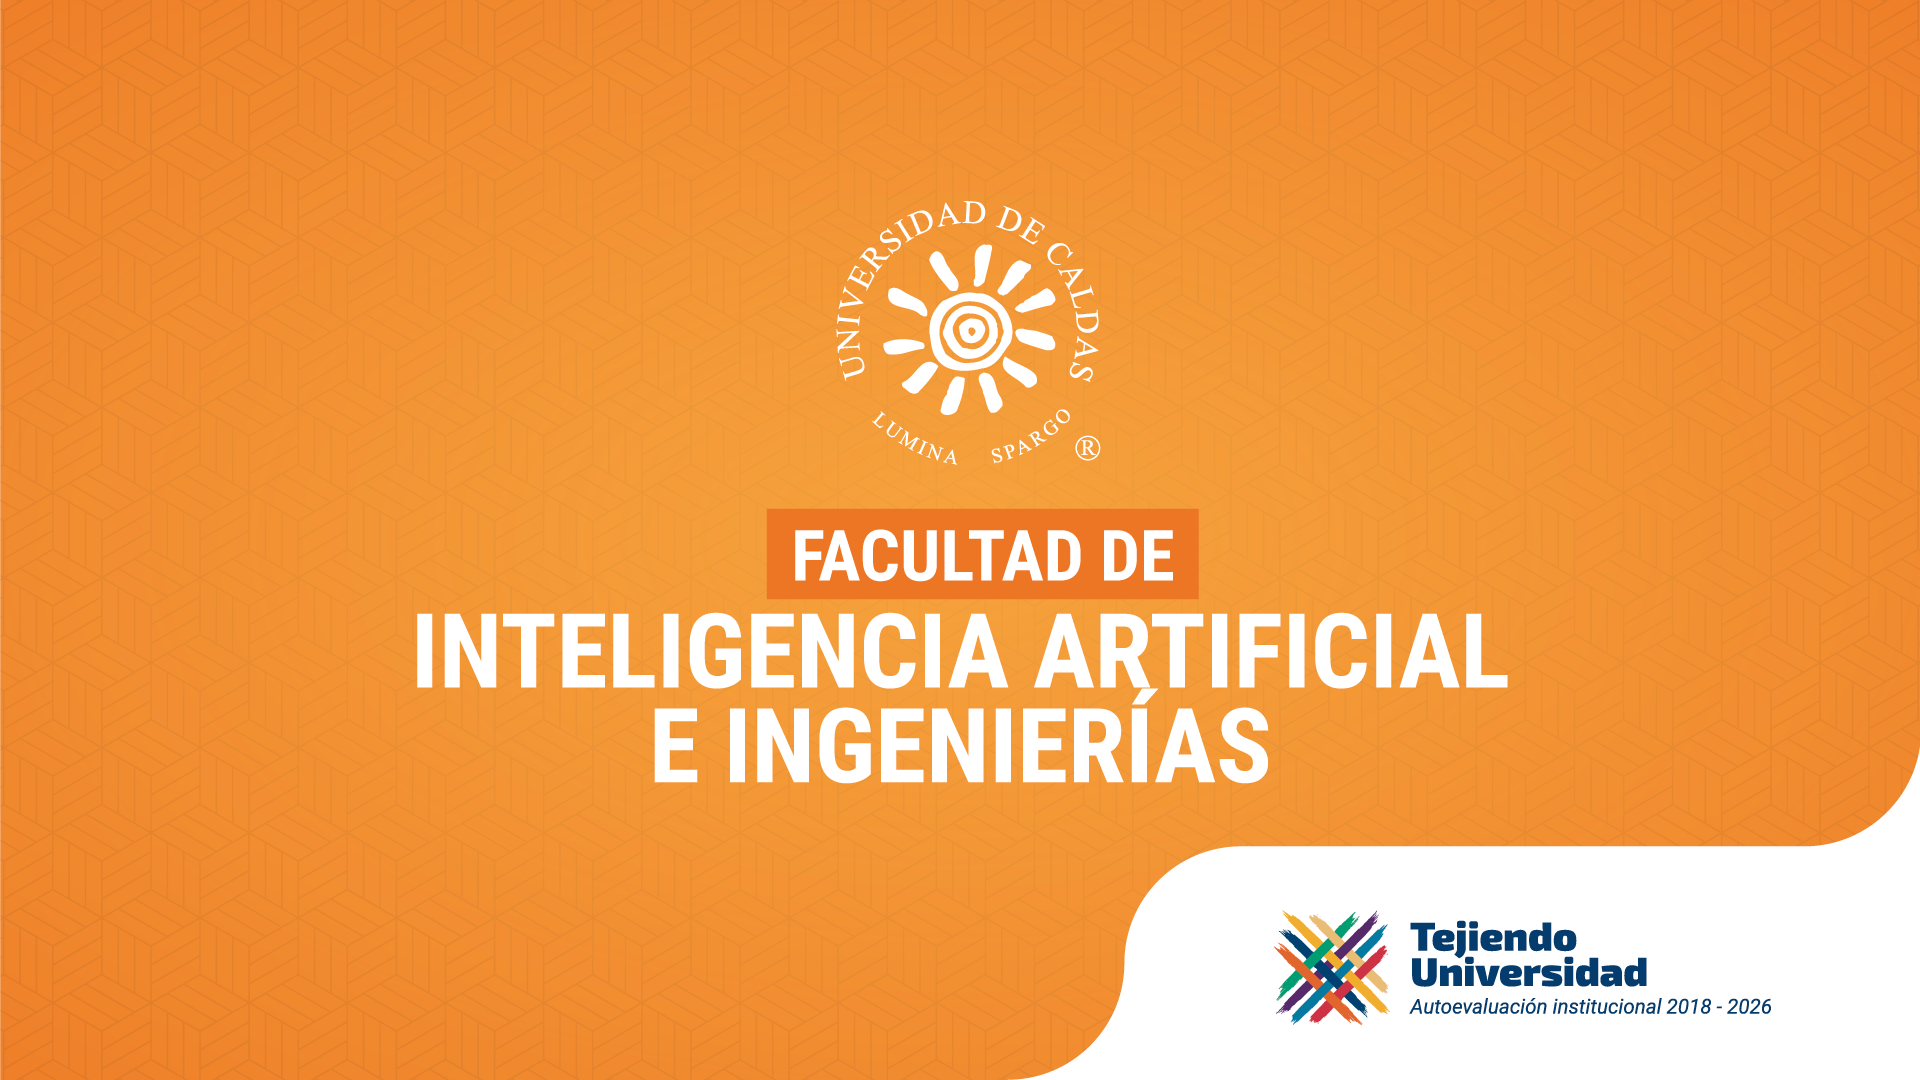 UNIVERSIDAD DE CALDAS
LUMINA SPARGO
®
FACULTAD DE
INTELIGENCIA ARTIFICIAL
E INGENIERÍAS
Tejiendo
Universidad
Autoevaluación institucional 2018 - 2026